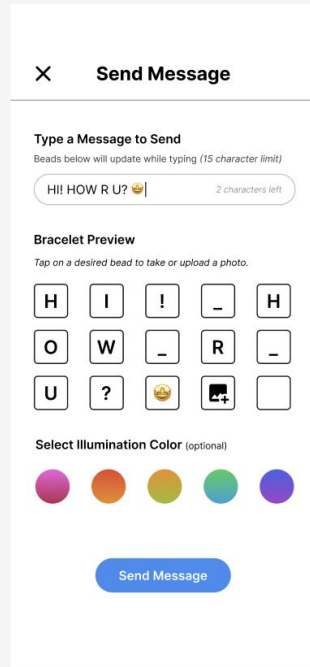 Send Message
Type a Message to Send
Beads below will update while typing (15 character limit)
HI! HOW R U? 🤩 2 characters left
Bracelet Preview
Tap on a desired bead to take or upload a photo.
H I ! _ H
O W _ R _
U ? 🤩
Select Illumination Color (optional)
Send Message